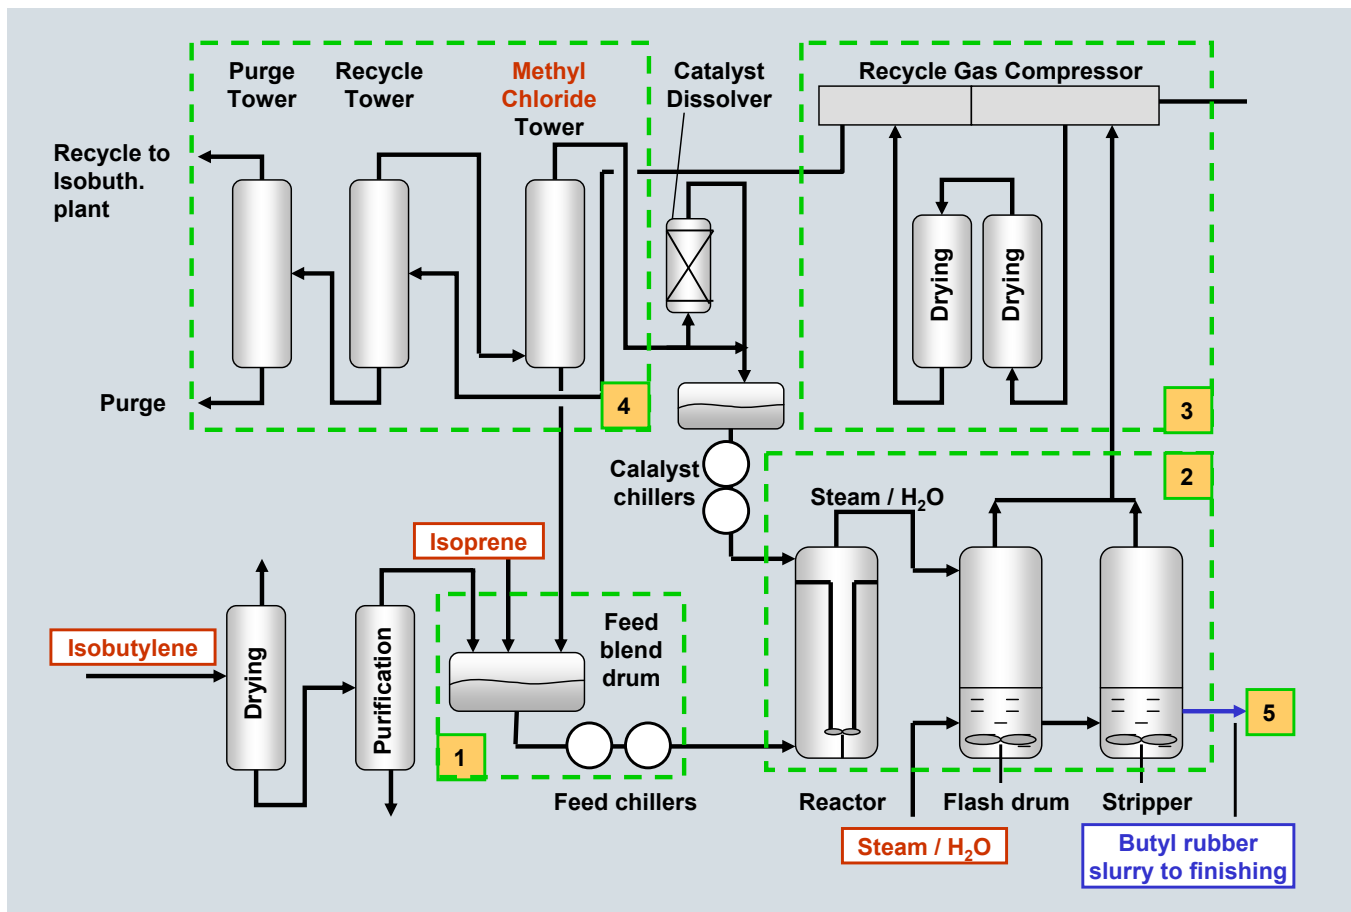 Purge
Tower
Recycle
Tower
Methyl
Chloride
Tower
Catalyst
Dissolver
Recycle Gas Compressor
Recycle to
Isobuth.
plant
Drying
Drying
Purge
4
3
Calalyst
chillers
2
Steam / H₂O
Isoprene
Isobutylene
Drying
Purification
Feed
blend
drum
1
5
Feed chillers
Reactor
Flash drum
Stripper
Steam / H₂O
Butyl rubber
slurry to finishing